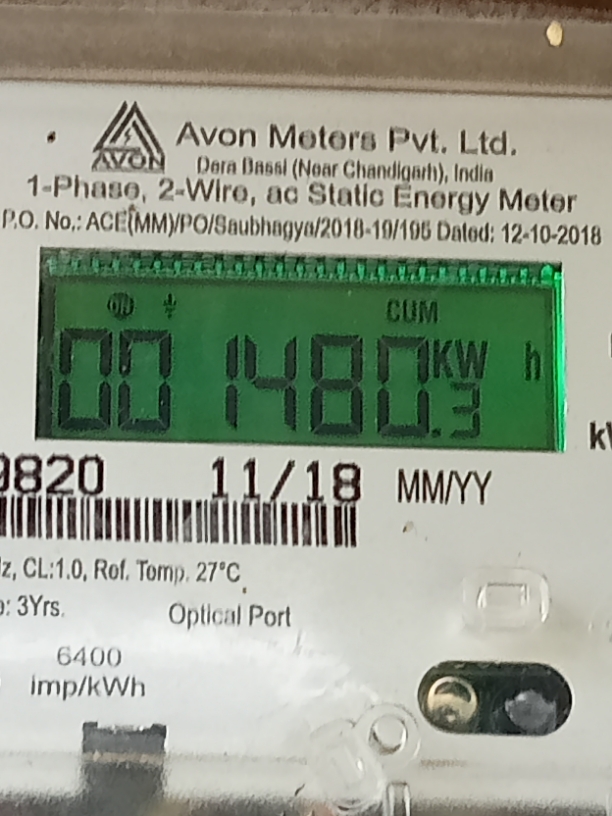 AVON
Avon Meters Pvt. Ltd.
Dera Bassi (Near Chandigarh), India
1-Phase, 2-Wire, ac Static Energy Meter
P.O. No.: ACE(MM)/PO/Saubhagya/2018-19/195 Dated: 12-10-2018
CUM
001480.3 KW h
9820 11/18 MM/YY
z, CL:1.0, Ref. Temp. 27°C
: 3Yrs. Optical Port
6400
imp/kWh